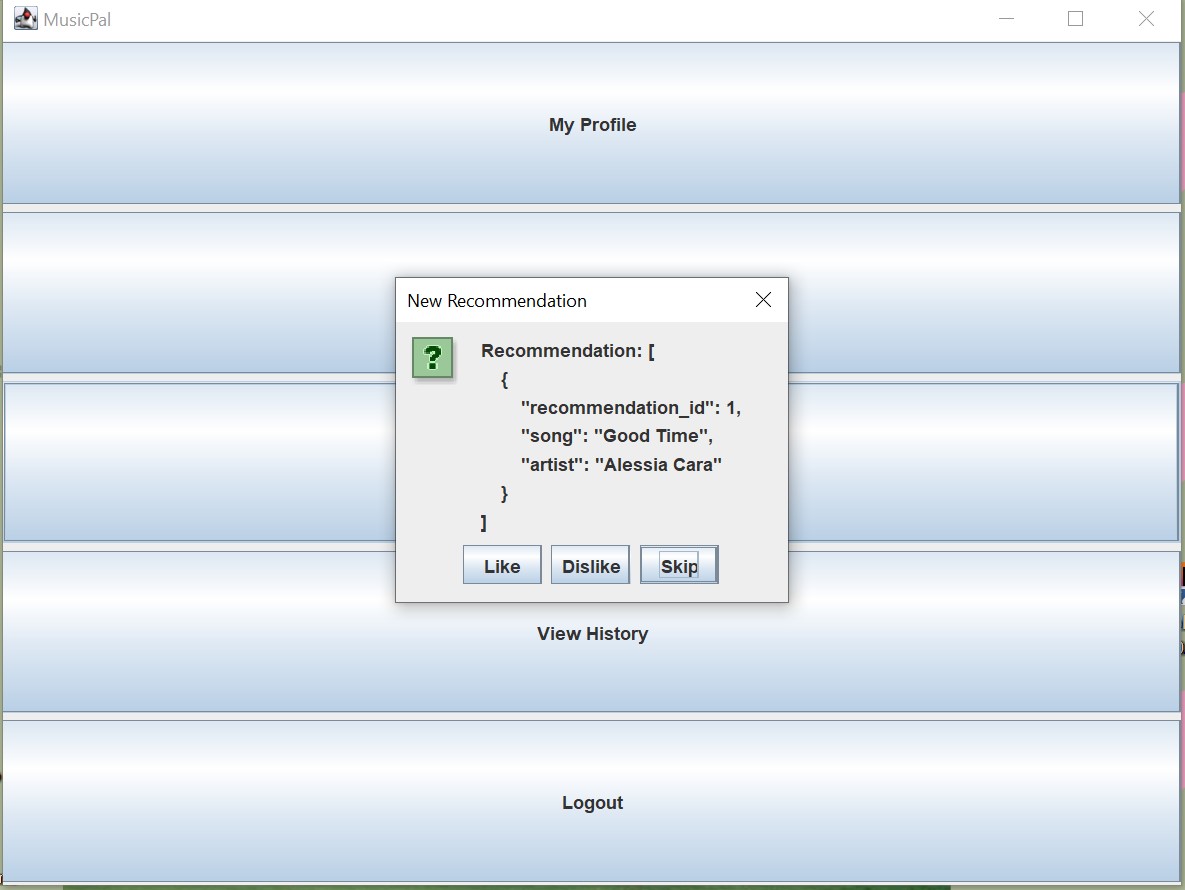 MusicPal
My Profile
New Recommendation
?
Recommendation: [
{
"recommendation_id": 1,
"song": "Good Time",
"artist": "Alessia Cara"
}
]
Like Dislike Skip
View History
Logout